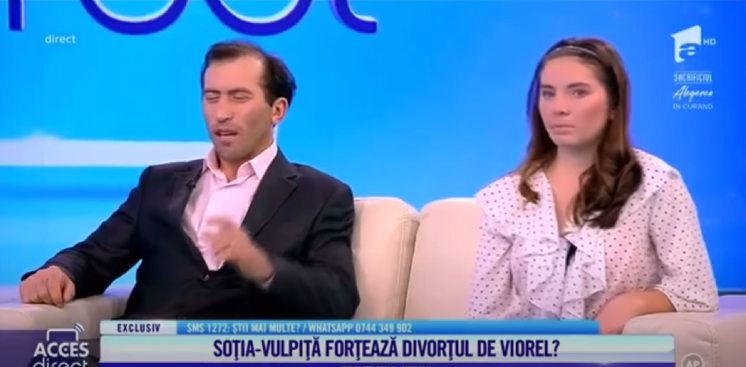 direct
HD
SACRIFICIUL
Alegerea
ÎN CURÂND
EXCLUSIV
SMS 1272: ȘTII MAI MULTE? / WHATSAPP 0744 349 902
SOȚIA-VULPIȚĂ FORȚEAZĂ DIVORȚUL DE VIOREL?
ACCES
direct
AP